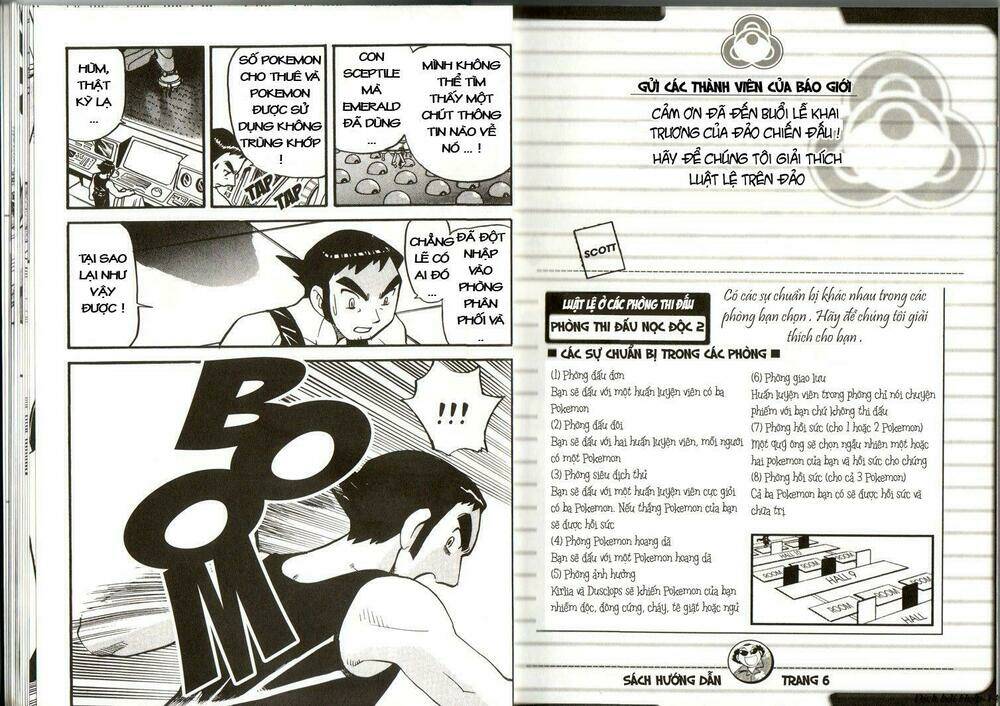 MÌNH KHÔNG
THỂ TÌM
THẤY MỘT
CHÚT THÔNG
TIN NÀO VỀ
NÓ ... !
CON
SCEPTILE
MÀ
EMERALD
ĐÃ DÙNG
...
SỐ POKEMON
CHO THUÊ VÀ
POKEMON
ĐƯỢC SỬ
DỤNG KHÔNG
TRÙNG KHỚP
!
HỪM,
THẬT
KỲ LẠ
...
TAP
TAP
ĐÃ ĐỘT
NHẬP
VÀO
PHÒNG
PHÂN
PHỐI VÀ
CHẲNG
LẼ CÓ
AI ĐÓ
...
TẠI SAO
LẠI NHƯ
VẬY
ĐƯỢC !
!!!
BOOM
GỬI CÁC THÀNH VIÊN CỦA BÁO GIỚI
CẢM ƠN ĐÃ ĐẾN BUỔI LỄ KHAI
TRƯƠNG CỦA ĐẢO CHIẾN ĐẤU !
HÃY ĐỂ CHÚNG TÔI GIẢI THÍCH
LUẬT LỆ TRÊN ĐẢO
SCOTT
LUẬT LỆ Ở CÁC PHÒNG THI ĐẤU
PHÒNG THI ĐẤU NỌC ĐỘC 2
Có các sự chuẩn bị khác nhau trong các
phòng bạn chọn . Hãy để chúng tôi giải
thích cho bạn .
■ CÁC SỰ CHUẨN BỊ TRONG CÁC PHÒNG ■
(1) Phòng đấu đơn
Bạn sẽ đấu với một huấn luyện viên có ba
Pokemon
(2) Phòng đấu đôi
Bạn sẽ đấu với hai huấn luyện viên, mỗi người
có một Pokemon
(3) Phòng siêu địch thủ
Bạn sẽ đấu với một huấn luyện viên cực giỏi
có ba Pokemon. Nếu thắng Pokemon của bạn
sẽ được hồi sức
(4) Phòng Pokemon hoang dã
Bạn sẽ đấu với một Pokemon hoang dã
(5) Phòng ảnh hưởng
Kirlia và Dusclops sẽ khiến Pokemon của bạn
nhiễm độc, đóng cứng, cháy, tê giật hoặc ngủ
(6) Phòng giao lưu
Huấn luyện viên trong phòng chỉ nói chuyện
phiếm với bạn chứ không thi đấu
(7) Phòng hồi sức (cho 1 hoặc 2 Pokemon)
Một quý ông sẽ chọn ngẫu nhiên một hoặc
hai pokemon của bạn và hồi sức cho chúng
(8) Phòng hồi sức (cho cả 3 Pokemon)
Cả ba Pokemon bạn có sẽ được hồi sức và
chữa trị
HALL 10
ROOM
ROOM
ROOM
HALL 9
ROOM
ROOM
ROOM
HALL
SÁCH HƯỚNG DẪN
TRANG 6